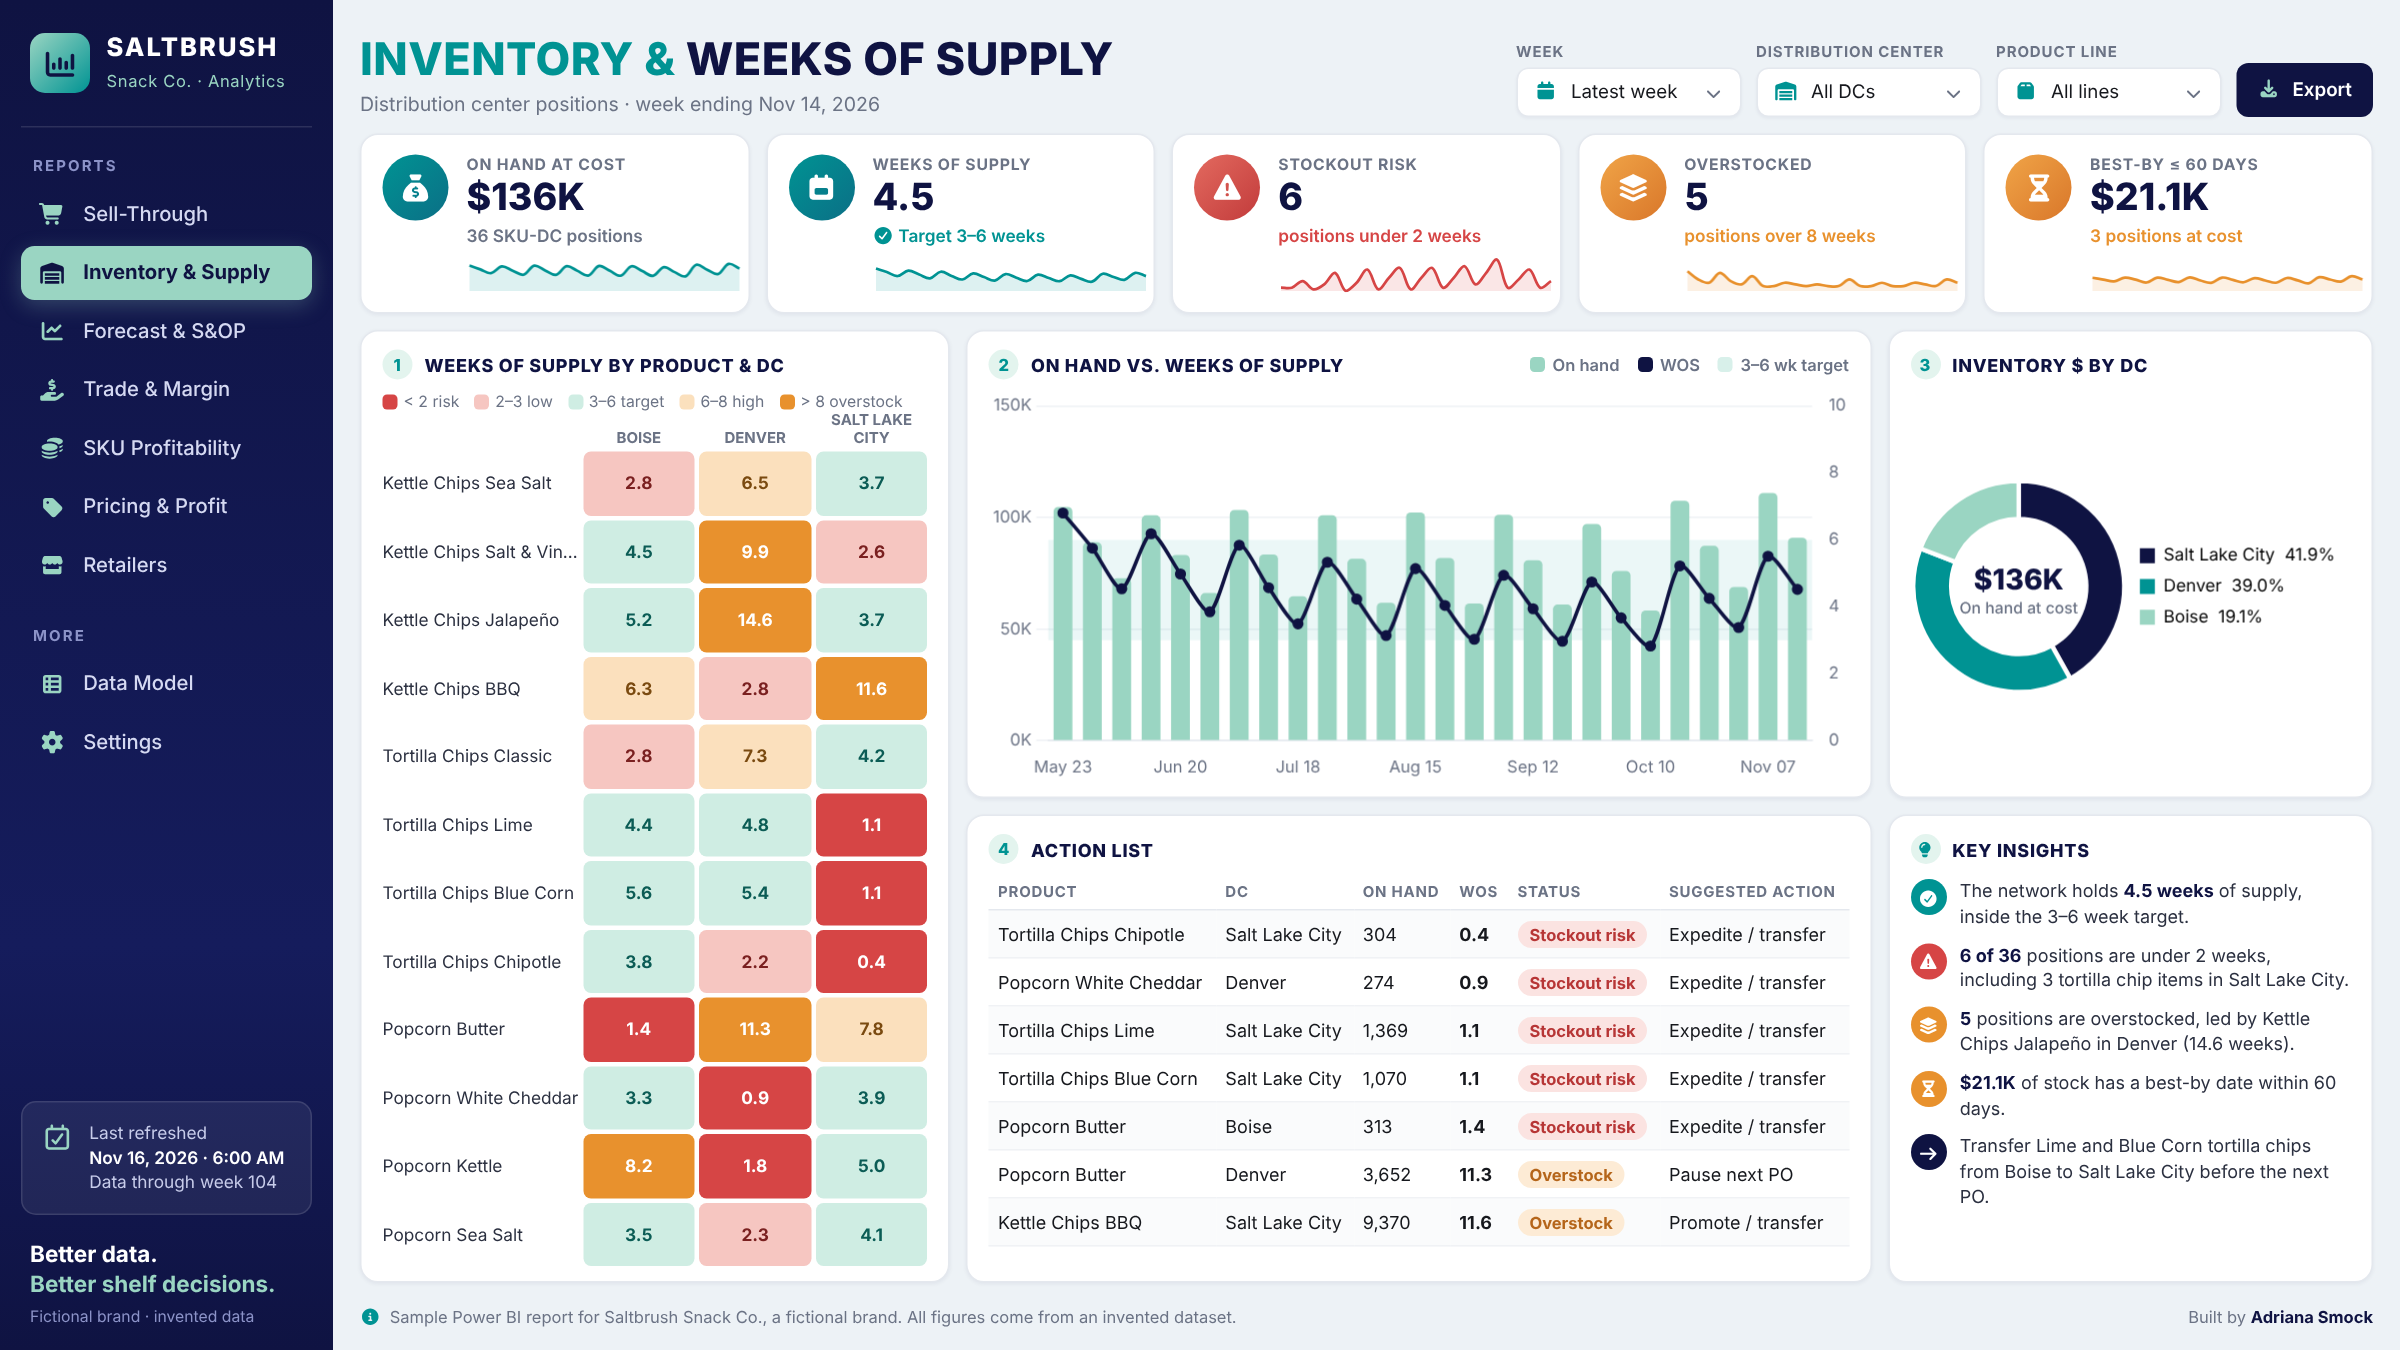 SALTBRUSH
Snack Co. · Analytics
REPORTS
Sell-Through
Inventory & Supply
Forecast & S&OP
Trade & Margin
SKU Profitability
Pricing & Profit
Retailers
MORE
Data Model
Settings
Last refreshed
Nov 16, 2026 · 6:00 AM
Data through week 104
Better data.
Better shelf decisions.
Fictional brand · invented data
INVENTORY & WEEKS OF SUPPLY
Distribution center positions · week ending Nov 14, 2026
WEEK
Latest week
DISTRIBUTION CENTER
All DCs
PRODUCT LINE
All lines
Export
ON HAND AT COST
$136K
36 SKU-DC positions
WEEKS OF SUPPLY
4.5
Target 3–6 weeks
STOCKOUT RISK
6
positions under 2 weeks
OVERSTOCKED
5
positions over 8 weeks
BEST-BY ≤ 60 DAYS
$21.1K
3 positions at cost
1 WEEKS OF SUPPLY BY PRODUCT & DC
< 2 risk 2–3 low 3–6 target 6–8 high > 8 overstock
BOISE DENVER SALT LAKE CITY
Kettle Chips Sea Salt 2.8 6.5 3.7
Kettle Chips Salt & Vin... 4.5 9.9 2.6
Kettle Chips Jalapeño 5.2 14.6 3.7
Kettle Chips BBQ 6.3 2.8 11.6
Tortilla Chips Classic 2.8 7.3 4.2
Tortilla Chips Lime 4.4 4.8 1.1
Tortilla Chips Blue Corn 5.6 5.4 1.1
Tortilla Chips Chipotle 3.8 2.2 0.4
Popcorn Butter 1.4 11.3 7.8
Popcorn White Cheddar 3.3 0.9 3.9
Popcorn Kettle 8.2 1.8 5.0
Popcorn Sea Salt 3.5 2.3 4.1
2 ON HAND VS. WEEKS OF SUPPLY
On hand WOS 3–6 wk target
150K 10
8
100K
6
50K 4
2
0K 0
May 23 Jun 20 Jul 18 Aug 15 Sep 12 Oct 10 Nov 07
3 INVENTORY $ BY DC
$136K
On hand at cost
Salt Lake City 41.9%
Denver 39.0%
Boise 19.1%
4 ACTION LIST
PRODUCT DC ON HAND WOS STATUS SUGGESTED ACTION
Tortilla Chips Chipotle Salt Lake City 304 0.4 Stockout risk Expedite / transfer
Popcorn White Cheddar Denver 274 0.9 Stockout risk Expedite / transfer
Tortilla Chips Lime Salt Lake City 1,369 1.1 Stockout risk Expedite / transfer
Tortilla Chips Blue Corn Salt Lake City 1,070 1.1 Stockout risk Expedite / transfer
Popcorn Butter Boise 313 1.4 Stockout risk Expedite / transfer
Popcorn Butter Denver 3,652 11.3 Overstock Pause next PO
Kettle Chips BBQ Salt Lake City 9,370 11.6 Overstock Promote / transfer
KEY INSIGHTS
The network holds 4.5 weeks of supply,
inside the 3–6 week target.
6 of 36 positions are under 2 weeks,
including 3 tortilla chip items in Salt Lake City.
5 positions are overstocked, led by Kettle
Chips Jalapeño in Denver (14.6 weeks).
$21.1K of stock has a best-by date within 60
days.
Transfer Lime and Blue Corn tortilla chips
from Boise to Salt Lake City before the next
PO.
Sample Power BI report for Saltbrush Snack Co., a fictional brand. All figures come from an invented dataset.
Built by Adriana Smock